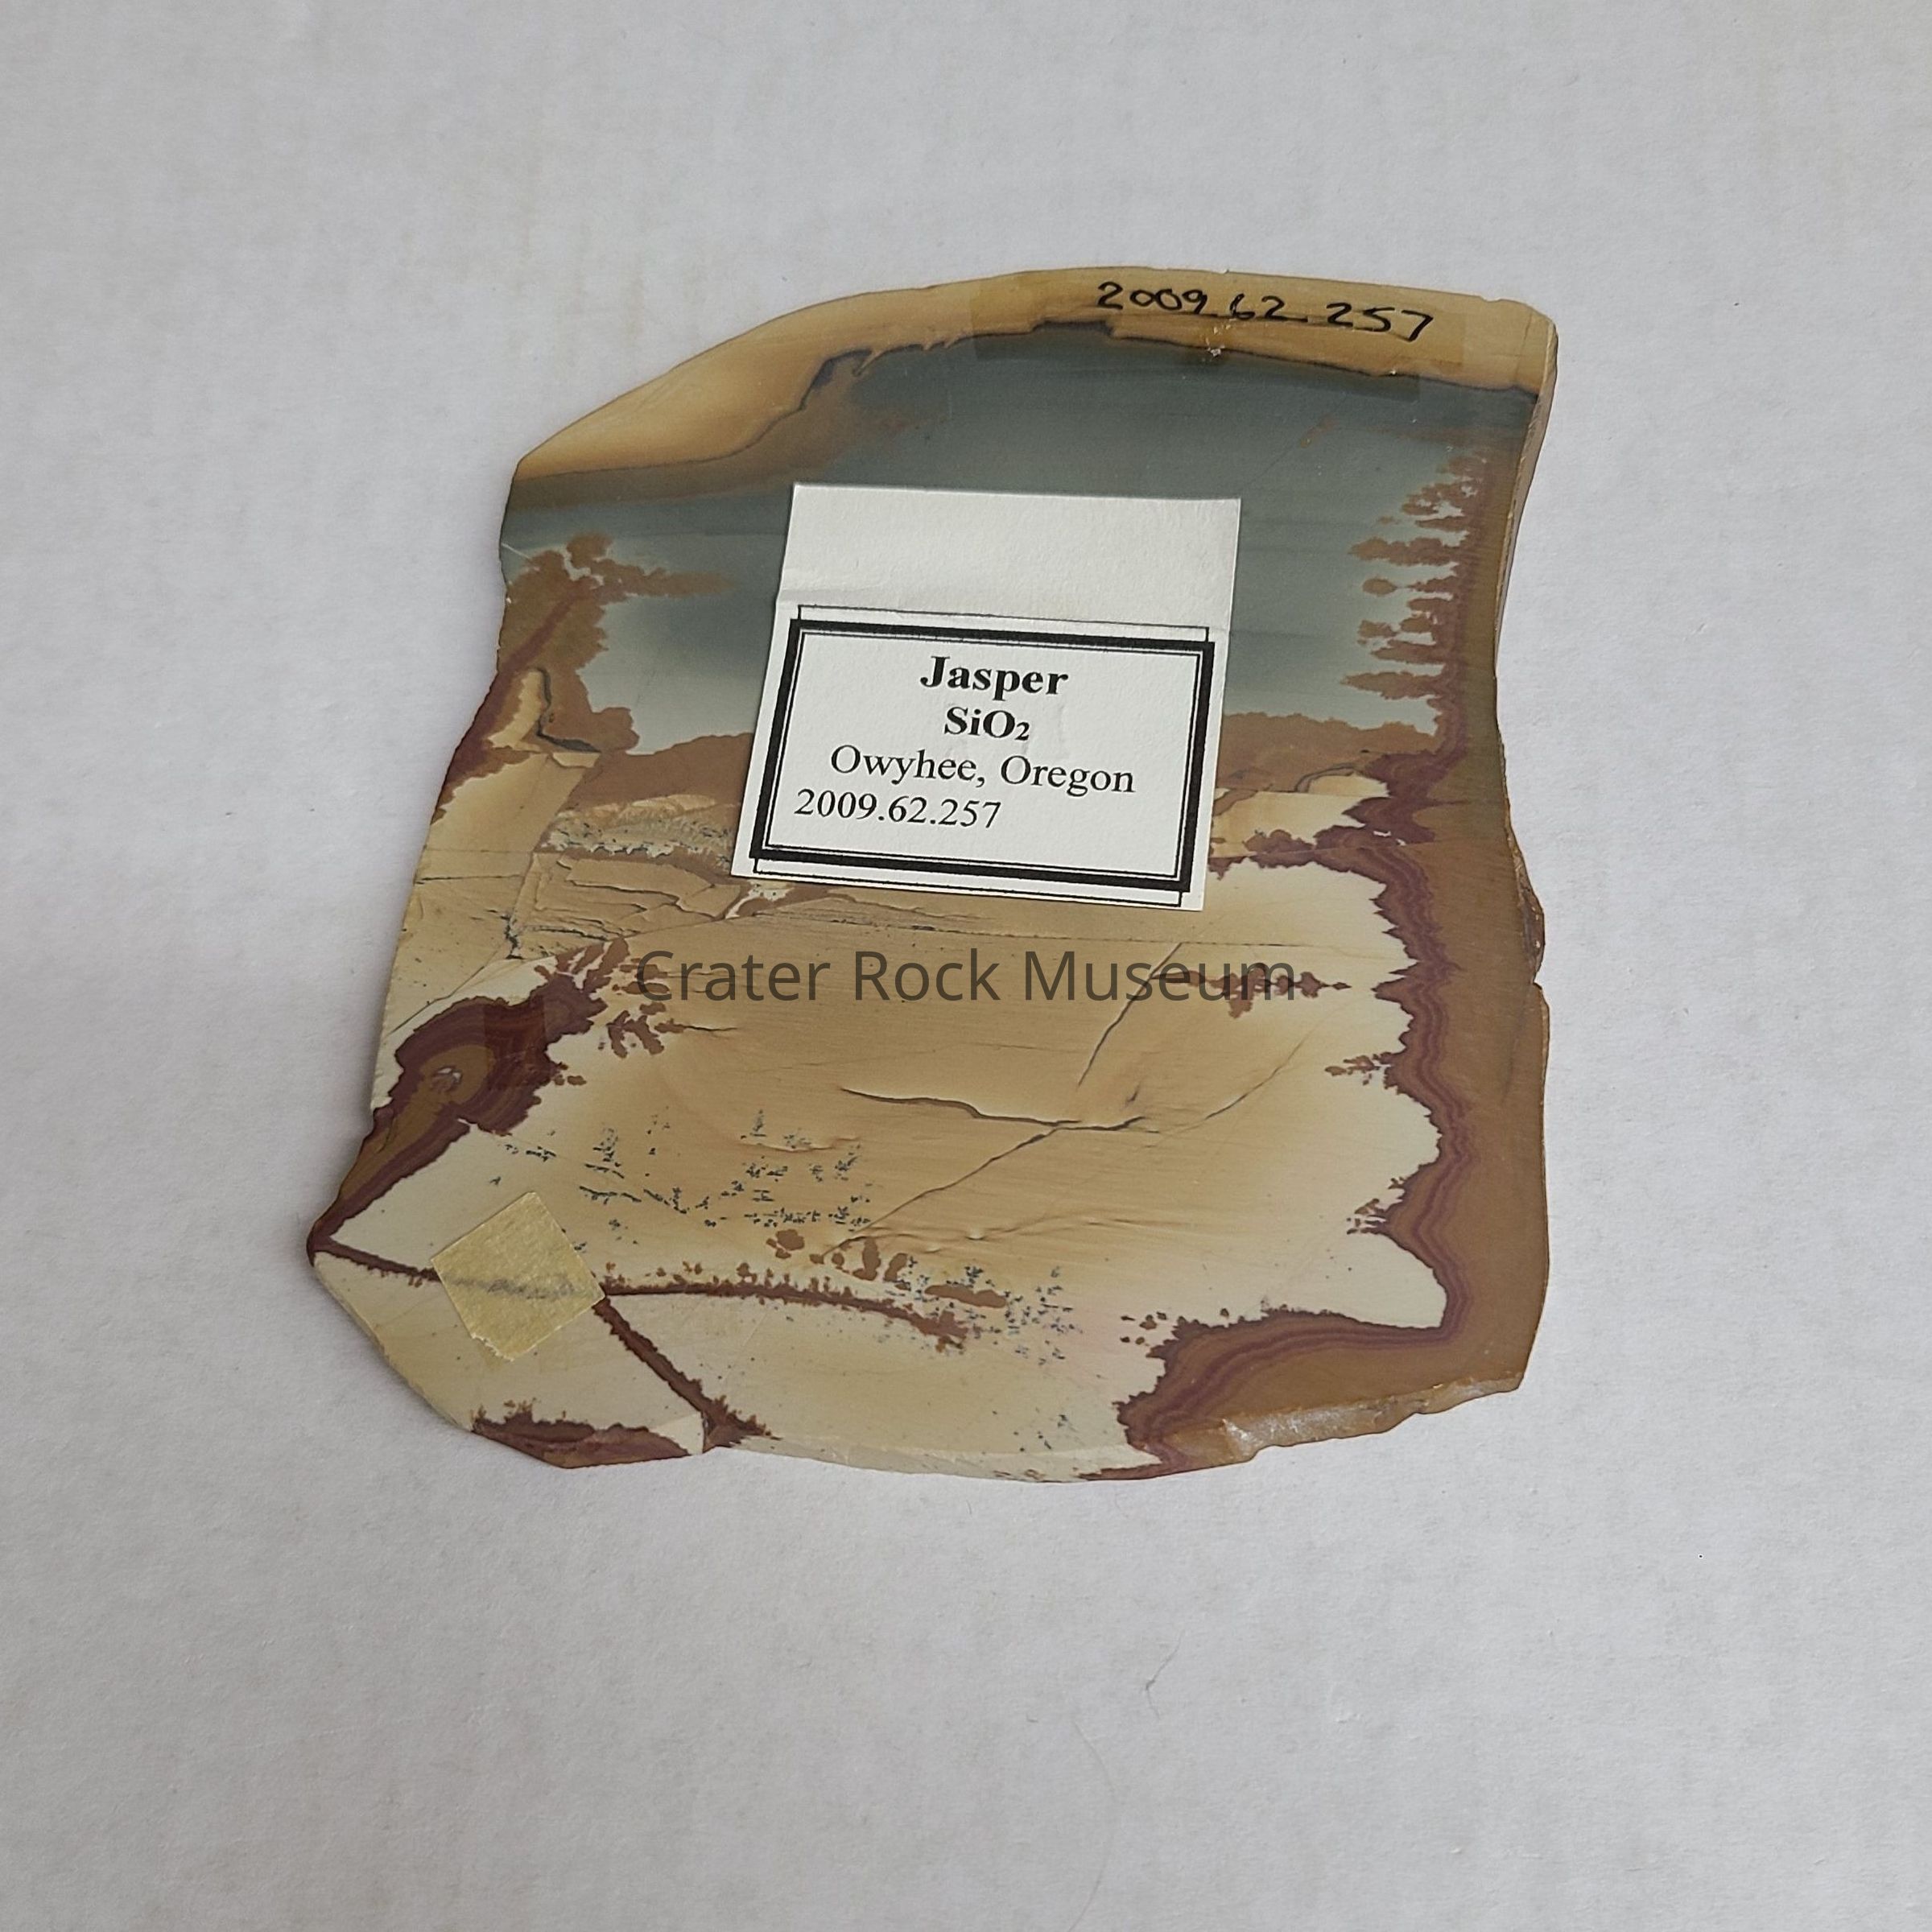 2009.62.257
Jasper
SiO₂
Owyhee, Oregon
2009.62.257
Crater Rock Museum